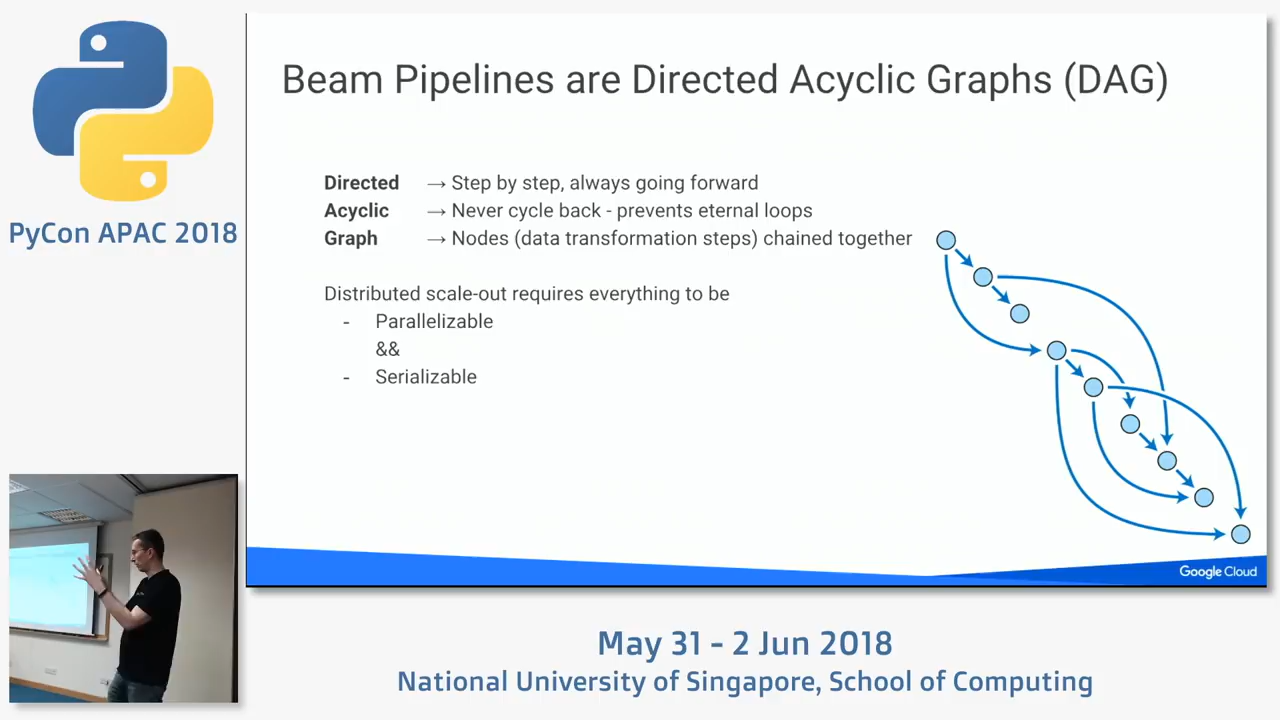 PyCon APAC 2018
Beam Pipelines are Directed Acyclic Graphs (DAG)
Directed → Step by step, always going forward
Acyclic → Never cycle back - prevents eternal loops
Graph → Nodes (data transformation steps) chained together
Distributed scale-out requires everything to be
- Parallelizable
&&
- Serializable
Google Cloud
May 31 - 2 Jun 2018
National University of Singapore, School of Computing